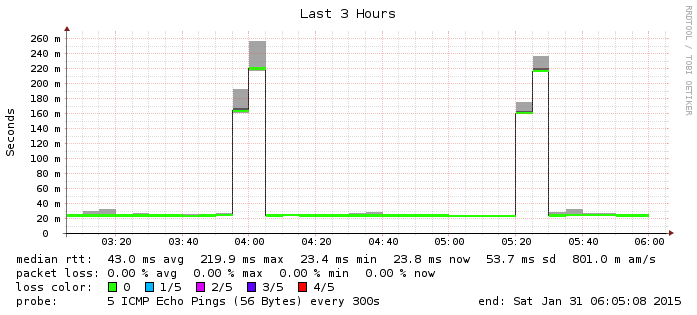 Last 3 Hours
RRDTOOL / TOBI OETIKER
Seconds
260 m
240 m
220 m
200 m
180 m
160 m
140 m
120 m
100 m
80 m
60 m
40 m
20 m
0
03:20 03:40 04:00 04:20 04:40 05:00 05:20 05:40 06:00
median rtt: 43.0 ms avg 219.9 ms max 23.4 ms min 23.8 ms now 53.7 ms sd 801.0 m am/s
packet loss: 0.00 % avg 0.00 % max 0.00 % min 0.00 % now
loss color: 0 1/5 2/5 3/5 4/5
probe: 5 ICMP Echo Pings (56 Bytes) every 300s end: Sat Jan 31 06:05:08 2015